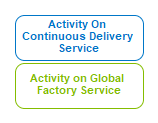 Activity On
Continuous Delivery
Service
Activity on Global
Factory Service